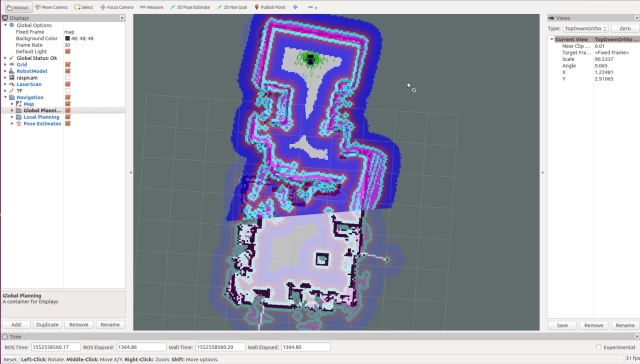 Interact Move Camera Select Focus Camera Measure 2D Pose Estimate 2D Nav Goal Publish Point
Displays
Global Options
Fixed Frame map
Background Color 48; 48; 48
Frame Rate 30
Default Light
Global Status: Ok
Grid
RobotModel
raspicam
LaserScan
TF
Navigation
Map
Global Planni...
Local Planning
Pose Estimates
Global Planning
A container for Displays
Add Duplicate Remove Rename
Views
Type: TopDownOrtho Zero
Current View TopDownOrtho ...
Near Clip ... 0.01
Target Fra... <Fixed Frame>
Scale 90.5337
Angle 0.065
X 1.22481
Y 2.91065
Save Remove Rename
Time
ROS Time: 1552558560.17 ROS Elapsed: 1364.86 Wall Time: 1552558560.20 Wall Elapsed: 1364.80 Experimental
Reset Left-Click: Rotate. Middle-Click: Move X/Y. Right-Click: Zoom. Shift: More options. 31 fps